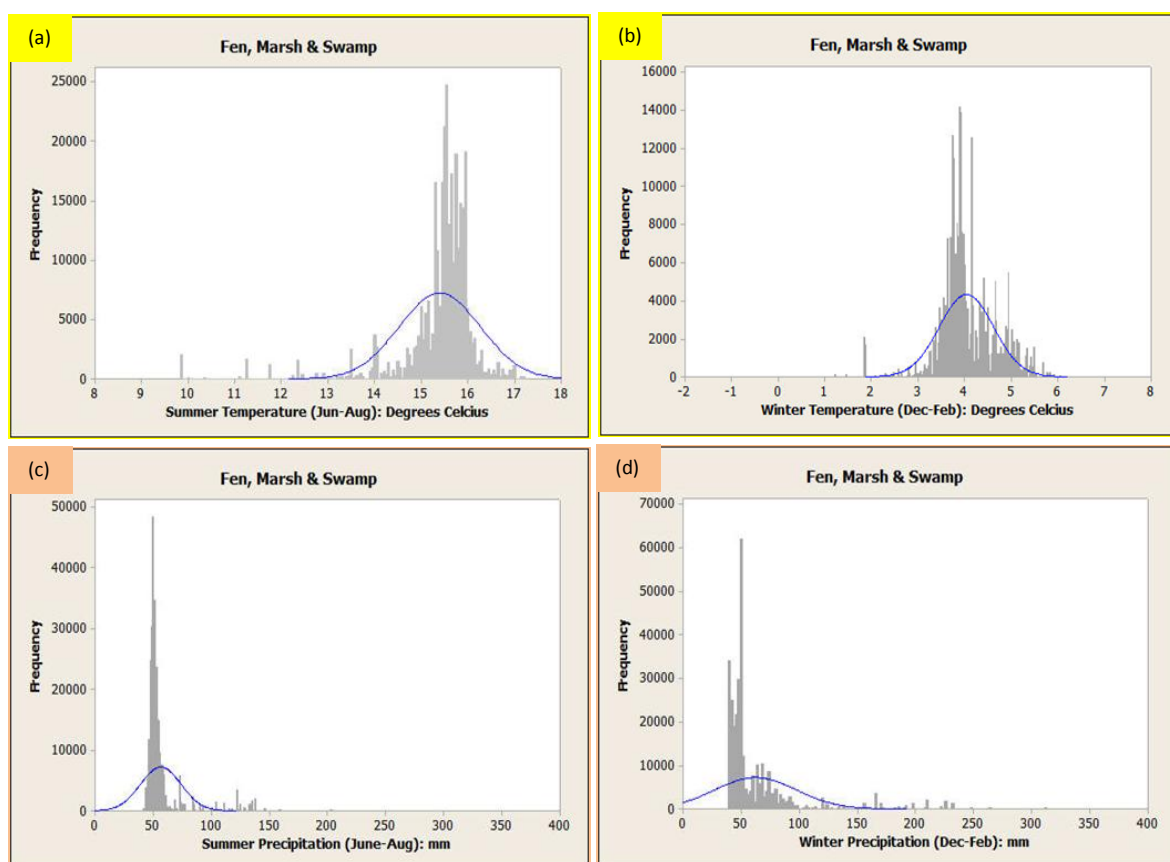 (a)
Fen, Marsh & Swamp
Frequency
25000
20000
15000
10000
5000
0
8 9 10 11 12 13 14 15 16 17 18
Summer Temperature (Jun-Aug): Degrees Celcius
(b)
Fen, Marsh & Swamp
Frequency
16000
14000
12000
10000
8000
6000
4000
2000
0
-2 -1 0 1 2 3 4 5 6 7 8
Winter Temperature (Dec-Feb): Degrees Celcius
(c)
Fen, Marsh & Swamp
Frequency
50000
40000
30000
20000
10000
0
0 50 100 150 200 250 300 350 400
Summer Precipitation (June-Aug): mm
(d)
Fen, Marsh & Swamp
Frequency
70000
60000
50000
40000
30000
20000
10000
0
0 50 100 150 200 250 300 350 400
Winter Precipitation (Dec-Feb): mm